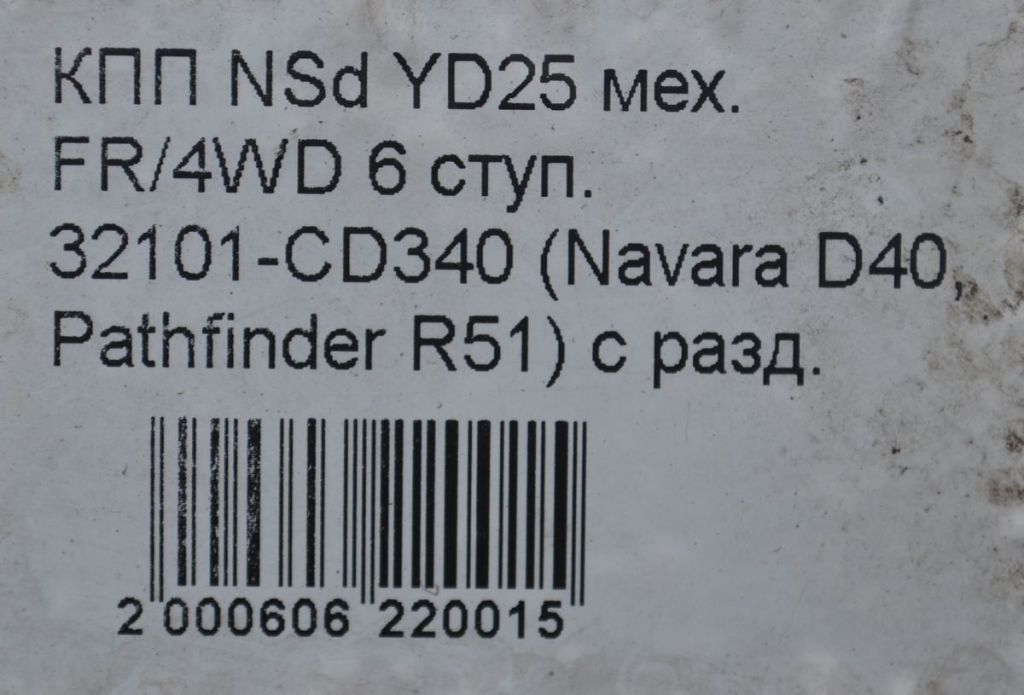 КПП NSd YD25 мех.
FR/4WD 6 ступ.
32101-CD340 (Navara D40,
Pathfinder R51) с разд.
2 000606 220015